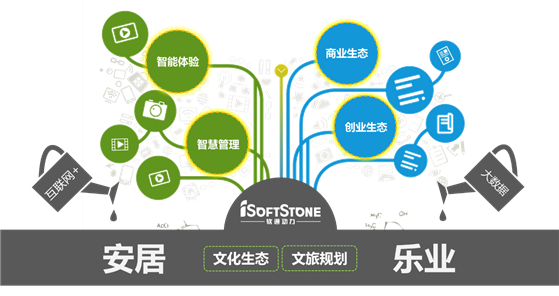 智能体验
商业生态
智慧管理
创业生态
互联网+
大数据
iSOFTSTONE
软通动力
安居
文化生态
文旅规划
乐业